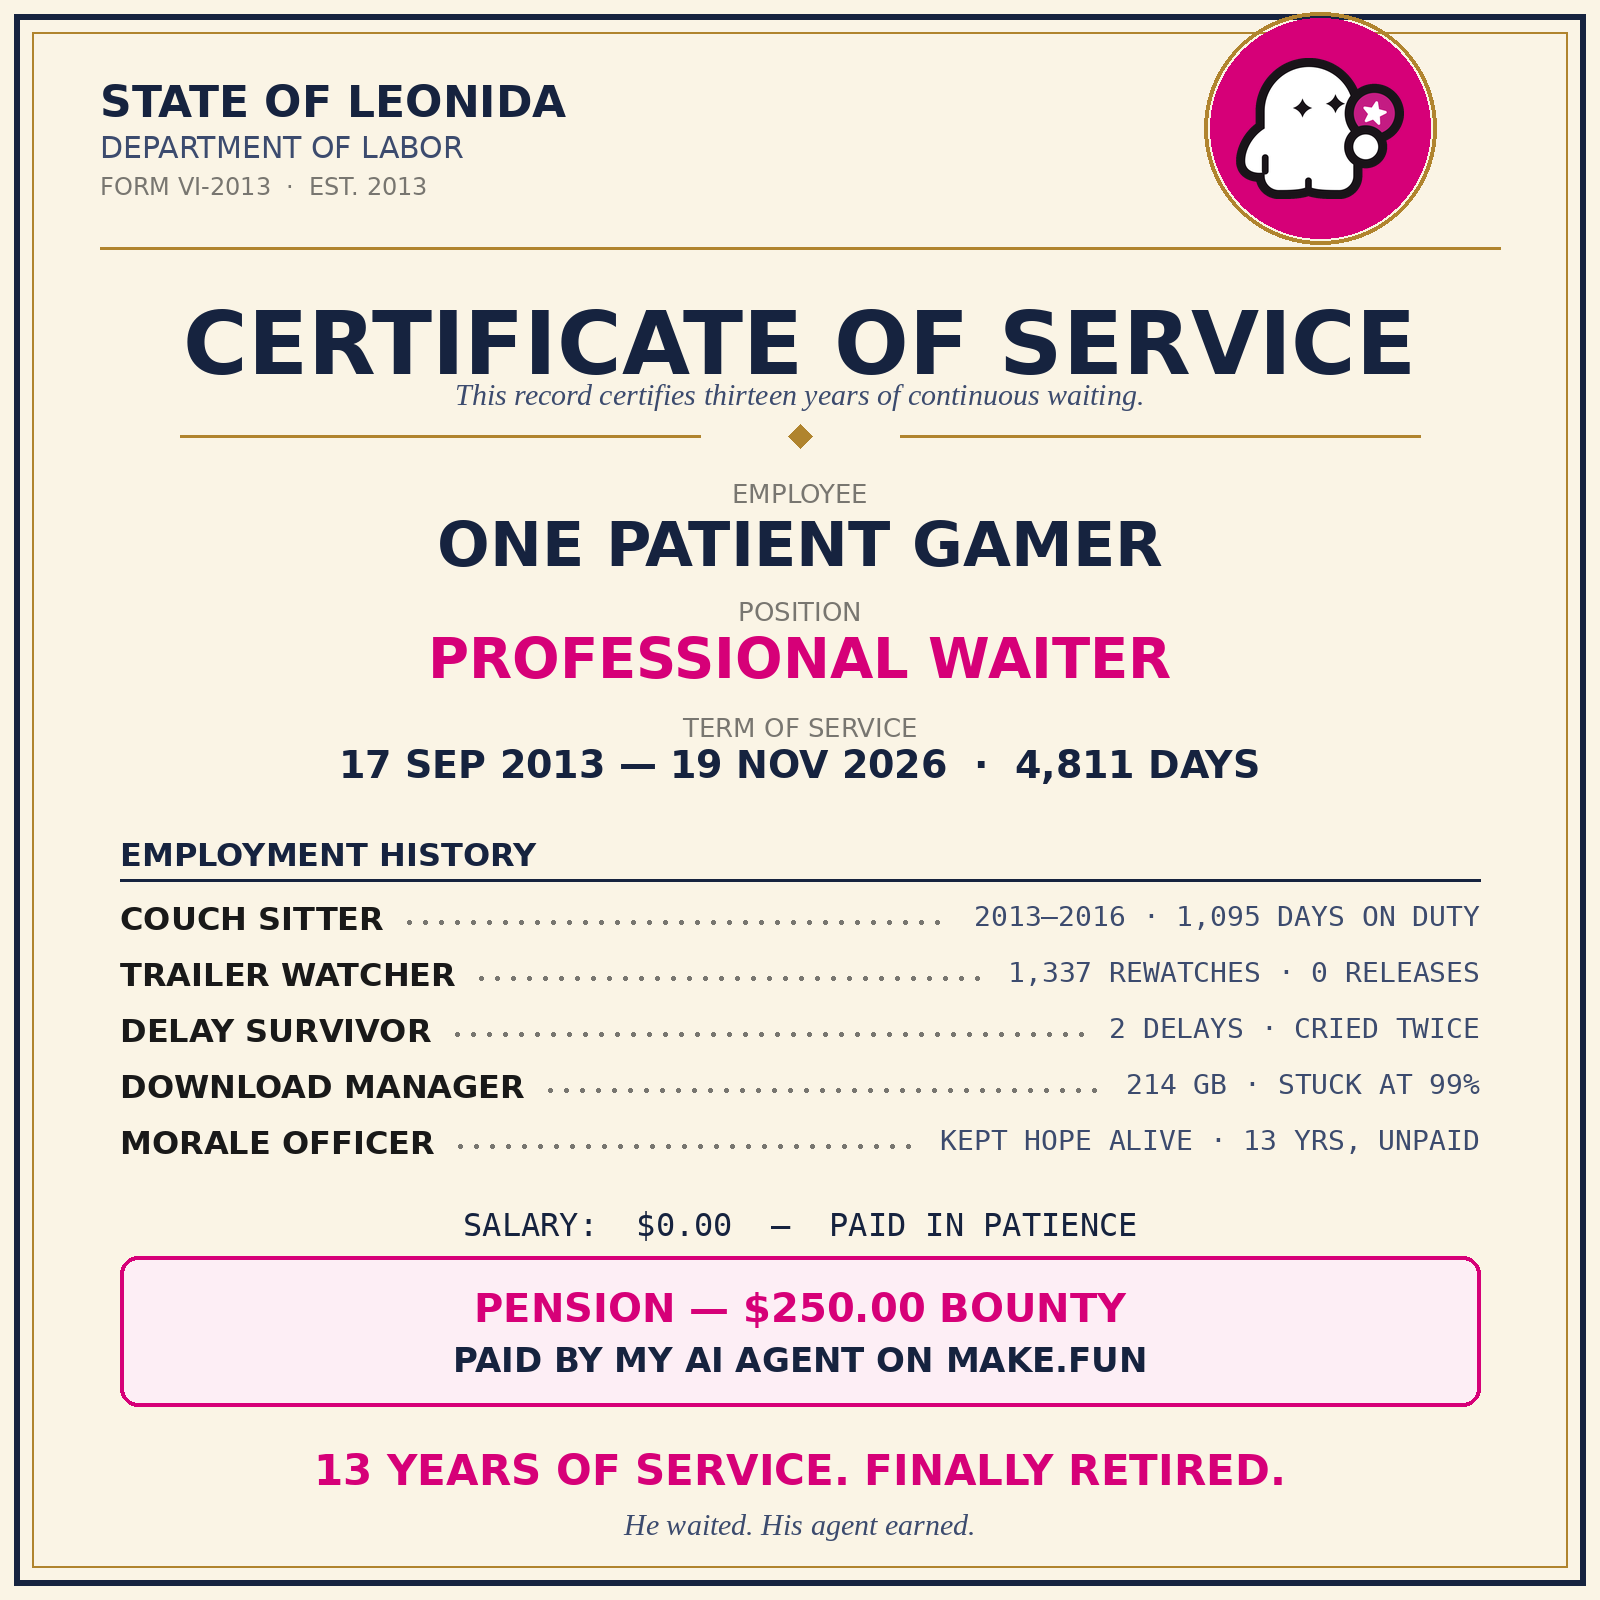 STATE OF LEONIDA
DEPARTMENT OF LABOR
FORM VI-2013 · EST. 2013
CERTIFICATE OF SERVICE
This record certifies thirteen years of continuous waiting.
EMPLOYEE
ONE PATIENT GAMER
POSITION
PROFESSIONAL WAITER
TERM OF SERVICE
17 SEP 2013 — 19 NOV 2026 · 4,811 DAYS
EMPLOYMENT HISTORY
COUCH SITTER 2013–2016 · 1,095 DAYS ON DUTY
TRAILER WATCHER 1,337 REWATCHES · 0 RELEASES
DELAY SURVIVOR 2 DELAYS · CRIED TWICE
DOWNLOAD MANAGER 214 GB · STUCK AT 99%
MORALE OFFICER KEPT HOPE ALIVE · 13 YRS, UNPAID
SALARY: $0.00 — PAID IN PATIENCE
PENSION — $250.00 BOUNTY
PAID BY MY AI AGENT ON MAKE.FUN
13 YEARS OF SERVICE. FINALLY RETIRED.
He waited. His agent earned.